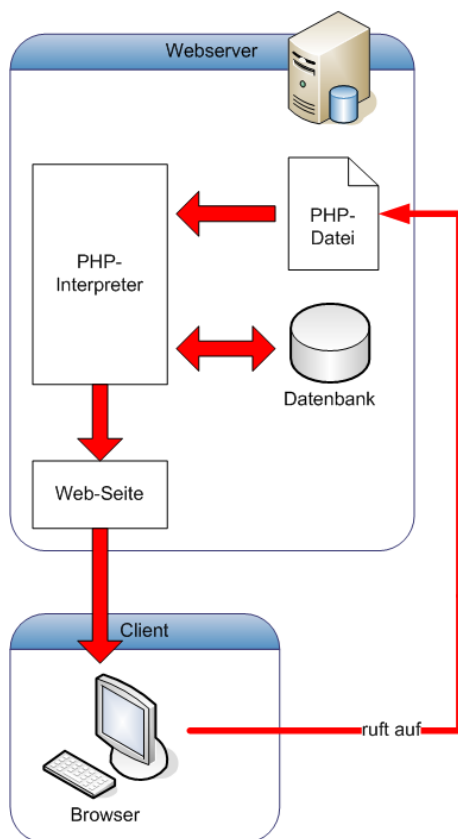 Webserver
PHP-
Datei
PHP-
Interpreter
Datenbank
Web-Seite
Client
ruft auf
Browser